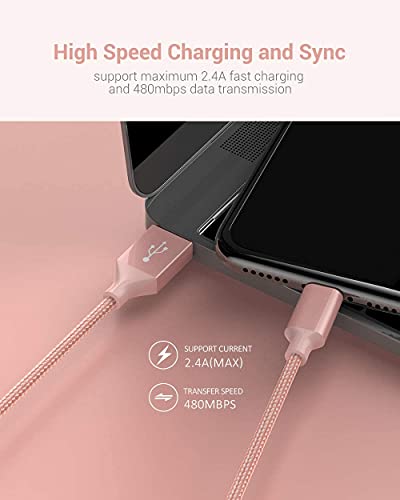 High Speed Charging and Sync
support maximum 2.4A fast charging
and 480mbps data transmission
SUPPORT CURRENT
2.4A(MAX)
TRANSFER SPEED
480MBPS